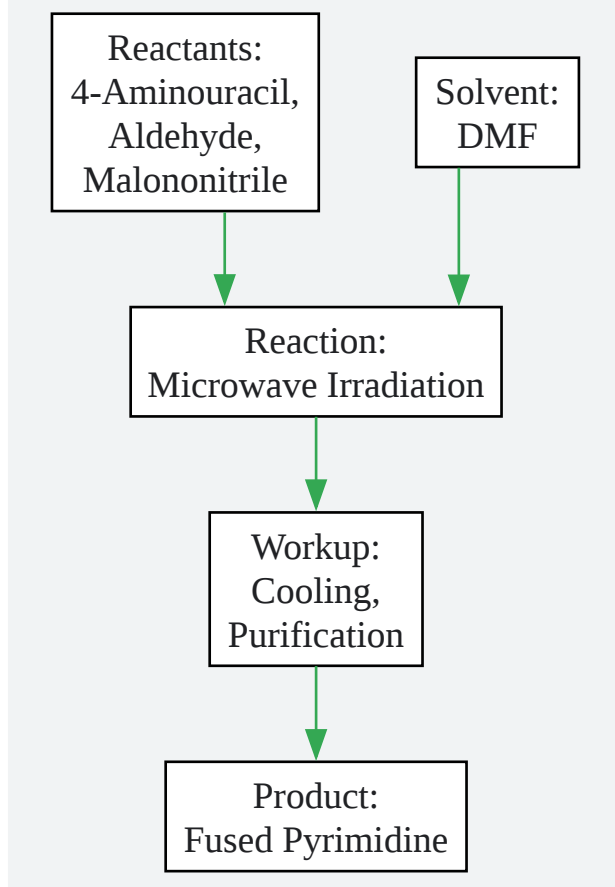 Reactants:
4-Aminouracil,
Aldehyde,
Malononitrile
Solvent:
DMF
Reaction:
Microwave Irradiation
Workup:
Cooling,
Purification
Product:
Fused Pyrimidine